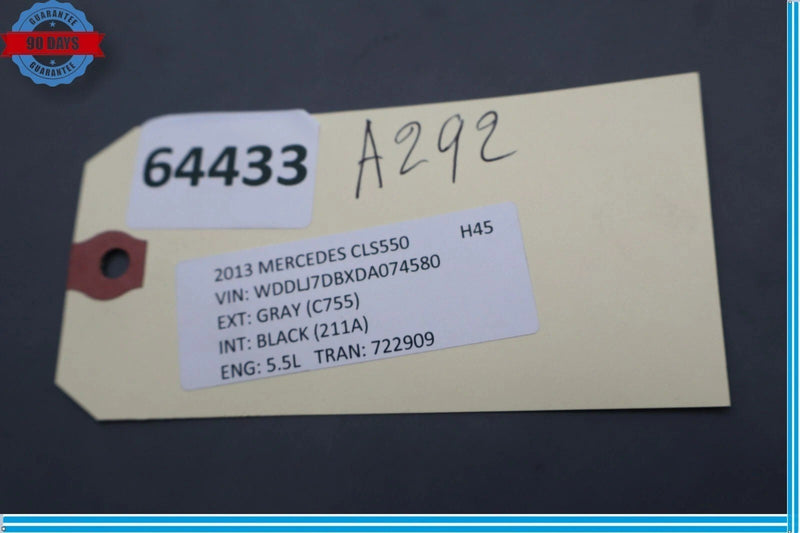 GUARANTEE
90 DAYS
GUARANTEE
64433
A292
2013 MERCEDES CLS550 H45
VIN: WDDLJ7DBXDA074580
EXT: GRAY (C755)
INT: BLACK (211A)
ENG: 5.5L TRAN: 722909